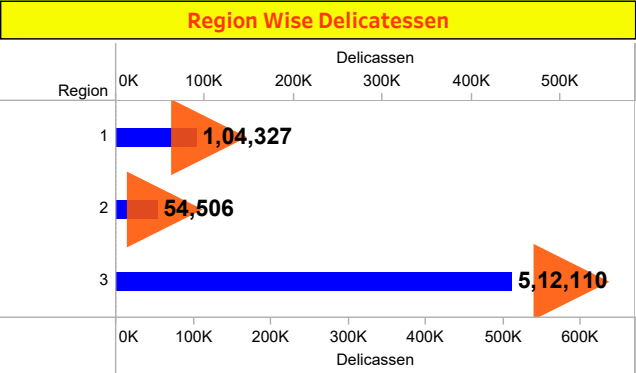 Region Wise Delicatessen
Delicassen
Region 0K 100K 200K 300K 400K 500K
1 1,04,327
2 54,506
3 5,12,110
0K 100K 200K 300K 400K 500K 600K
Delicassen